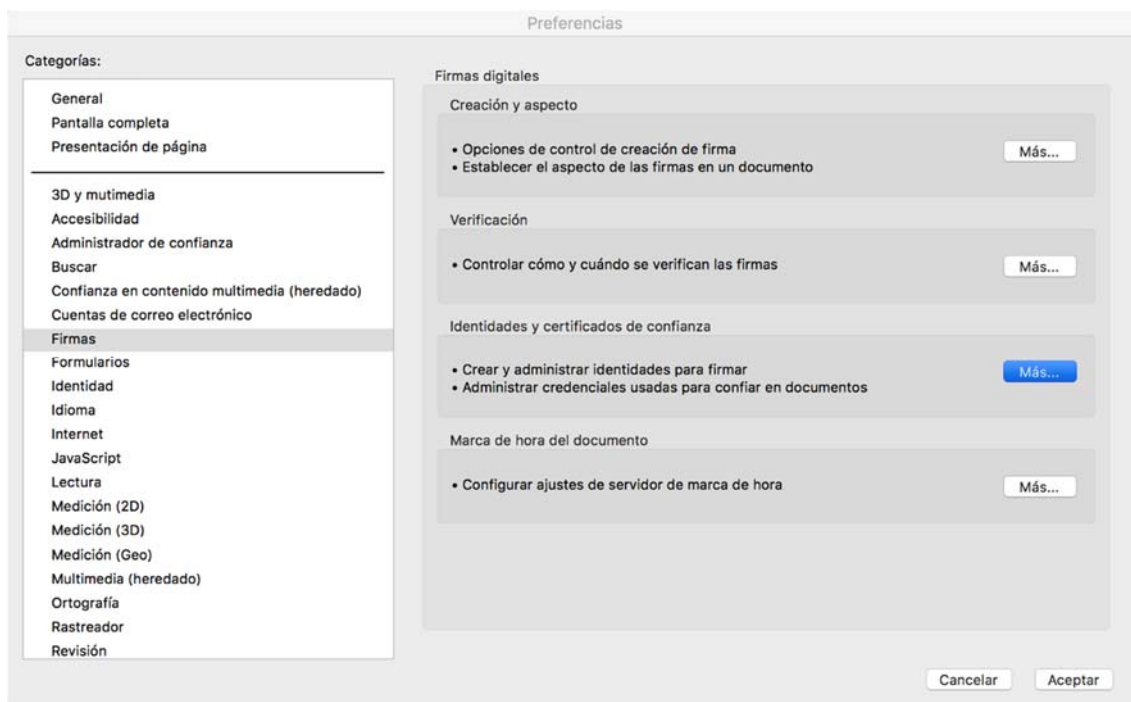 Preferencias
Categorías:
General
Pantalla completa
Presentación de página
3D y mutimedia
Accesibilidad
Administrador de confianza
Buscar
Confianza en contenido multimedia (heredado)
Cuentas de correo electrónico
Firmas
Formularios
Identidad
Idioma
Internet
JavaScript
Lectura
Medición (2D)
Medición (3D)
Medición (Geo)
Multimedia (heredado)
Ortografía
Rastreador
Revisión
Firmas digitales
Creación y aspecto
• Opciones de control de creación de firma
• Establecer el aspecto de las firmas en un documento
Más...
Verificación
• Controlar cómo y cuándo se verifican las firmas
Más...
Identidades y certificados de confianza
• Crear y administrar identidades para firmar
• Administrar credenciales usadas para confiar en documentos
Más...
Marca de hora del documento
• Configurar ajustes de servidor de marca de hora
Más...
Cancelar
Aceptar